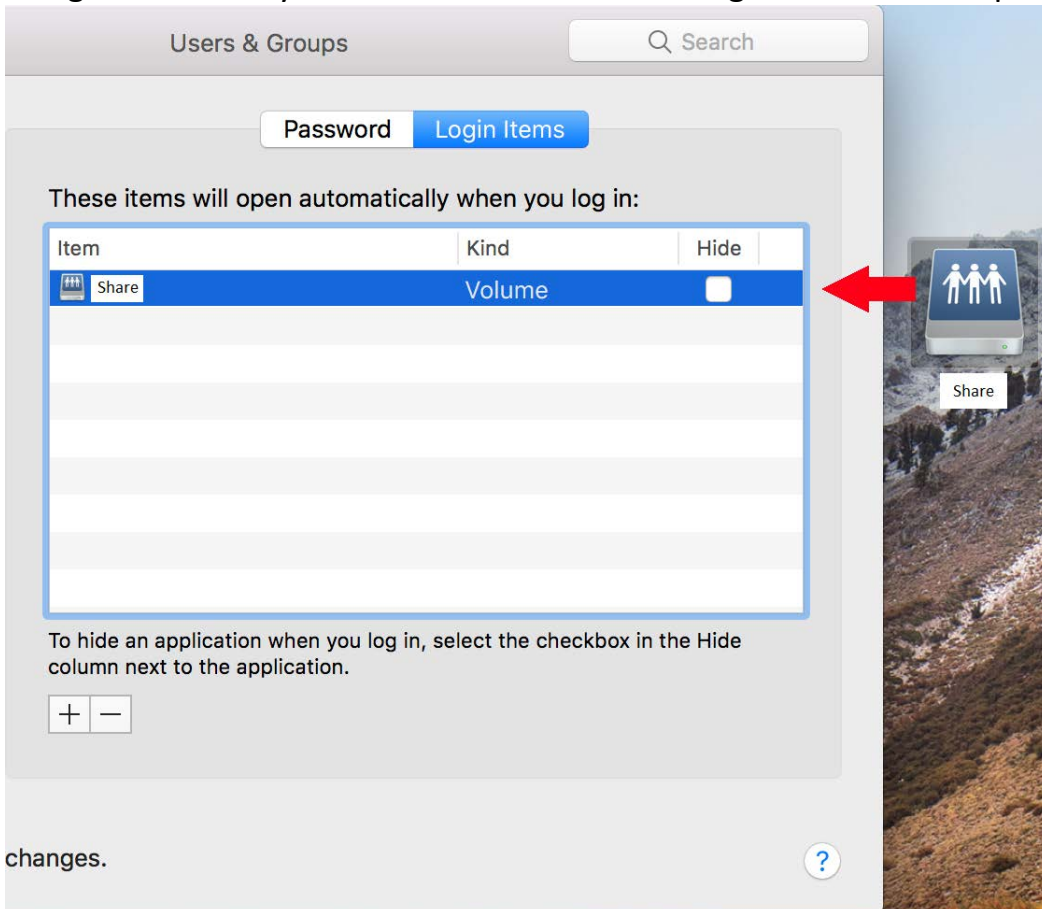 Users & Groups
Search
Password
Login Items
These items will open automatically when you log in:
Item Kind Hide
Share Volume
Share
To hide an application when you log in, select the checkbox in the Hide
column next to the application.
+ −
changes.
?